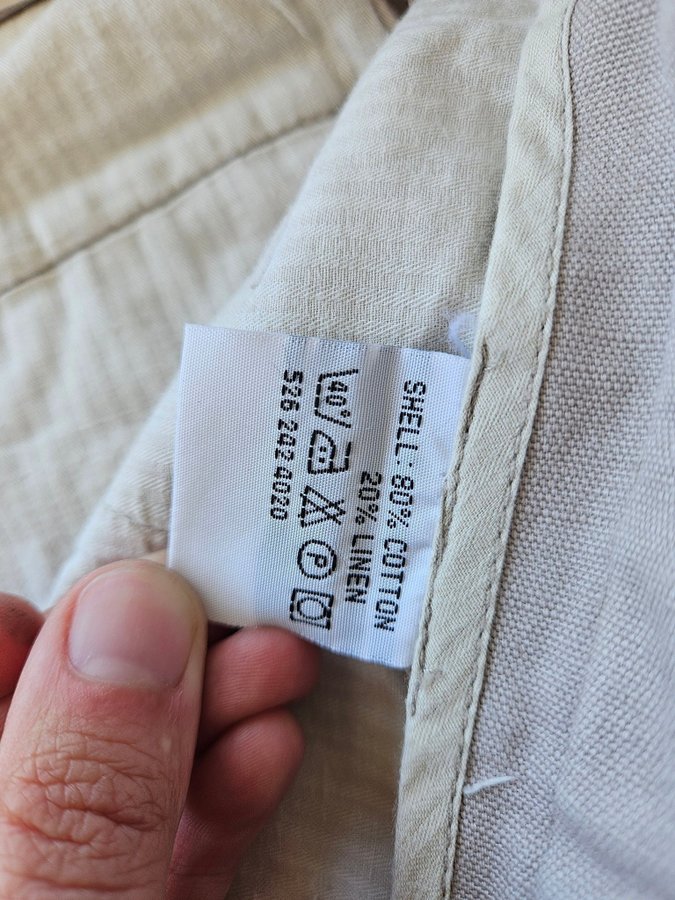 SHELL: 80% COTTON
20% LINEN
40°
P
526 242 4020